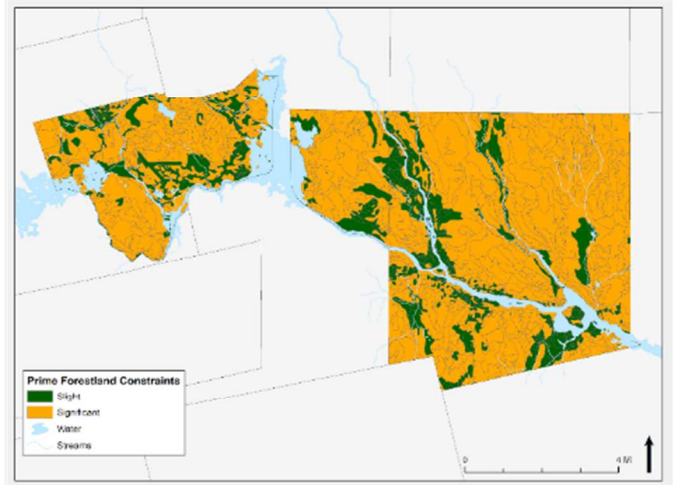 Prime Forestland Constraints
Slight
Significant
Water
Streams
0
4 Mi